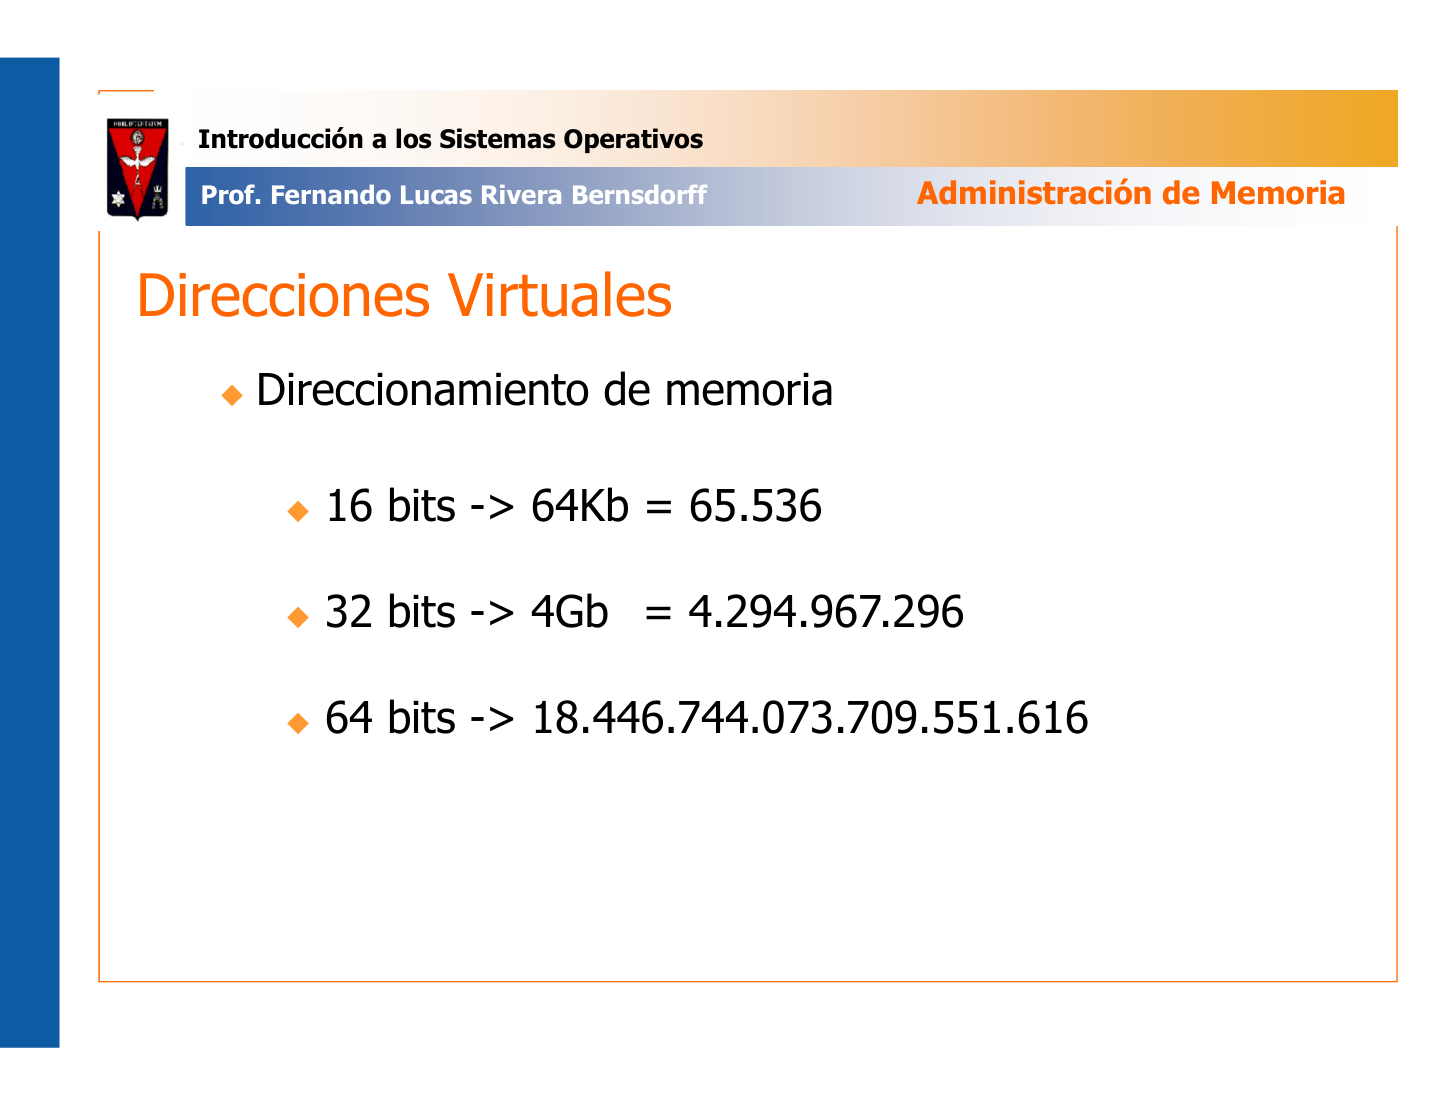 Introducción a los Sistemas Operativos
Prof. Fernando Lucas Rivera Bernsdorff
Administración de Memoria
Direcciones Virtuales
Direccionamiento de memoria
16 bits -> 64Kb = 65.536
32 bits -> 4Gb = 4.294.967.296
64 bits -> 18.446.744.073.709.551.616